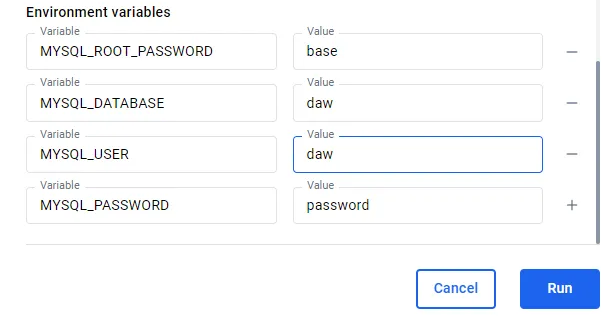 Environment variables
Variable Value
MYSQL_ROOT_PASSWORD base
Variable Value
MYSQL_DATABASE daw
Variable Value
MYSQL_USER daw
Variable Value
MYSQL_PASSWORD password
Cancel Run